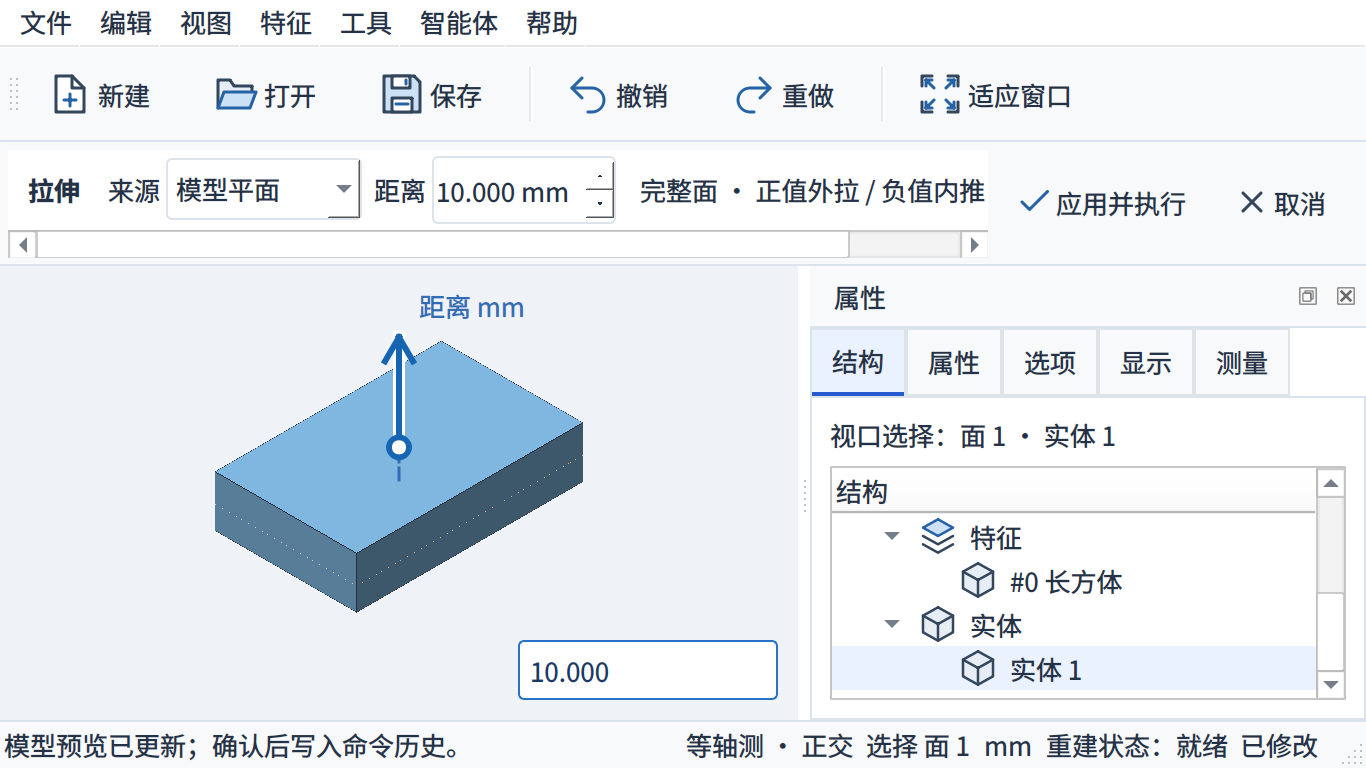 文件 编辑 视图 特征 工具 智能体 帮助
新建 打开 保存 撤销 重做 适应窗口
拉伸 来源 模型平面 距离 10.000 mm 完整面 · 正值外拉 / 负值内推 应用并执行 取消
距离 mm
属性
结构 属性 选项 显示 测量
视口选择：面 1 · 实体 1
结构
特征
#0 长方体
实体
实体 1
10.000
模型预览已更新；确认后写入命令历史。 等轴测 · 正交 选择 面 1 mm 重建状态：就绪 已修改